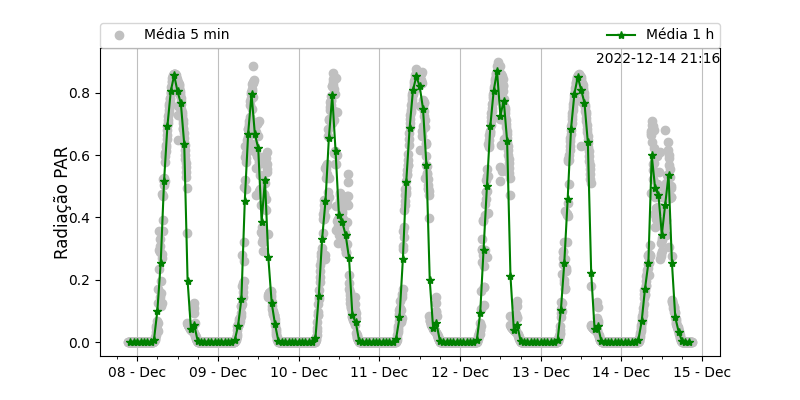 Média 5 min
Média 1 h
2022-12-14 21:16
Radiação PAR
0.8
0.6
0.4
0.2
0.0
08 - Dec
09 - Dec
10 - Dec
11 - Dec
12 - Dec
13 - Dec
14 - Dec
15 - Dec